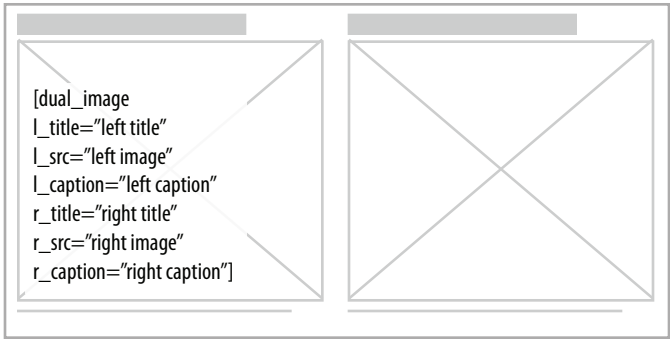 [dual_image
l_title=”left title”
l_src=”left image”
l_caption=”left caption”
r_title=”right title”
r_src=”right image”
r_caption=”right caption”]